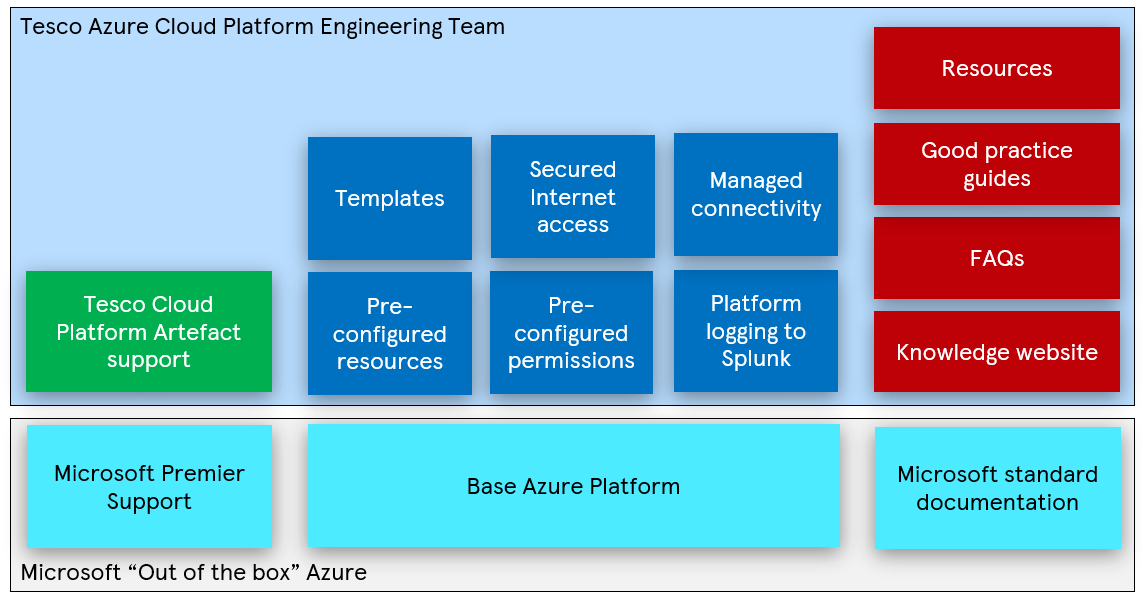 Tesco Azure Cloud Platform Engineering Team
Resources
Good practice
guides
FAQs
Knowledge website
Templates
Secured
Internet
access
Managed
connectivity
Tesco Cloud
Platform Artefact
support
Pre-
configured
resources
Pre-
configured
permissions
Platform
logging to
Splunk
Microsoft Premier
Support
Base Azure Platform
Microsoft standard
documentation
Microsoft “Out of the box” Azure